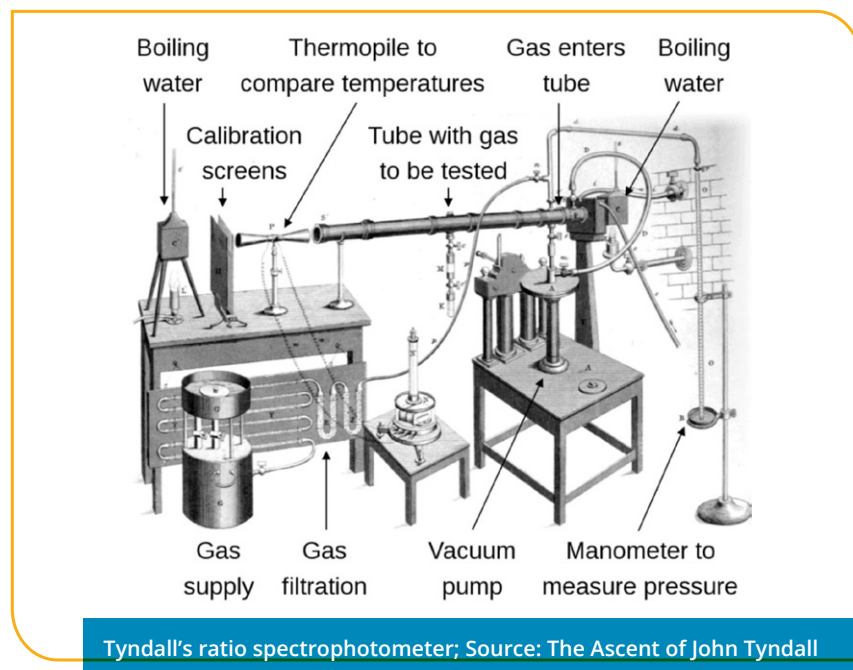 Boiling
water
Thermopile to
compare temperatures
Gas enters
tube
Boiling
water
Calibration
screens
Tube with gas
to be tested
Gas
supply
Gas
filtration
Vacuum
pump
Manometer to
measure pressure
Tyndall’s ratio spectrophotometer; Source: The Ascent of John Tyndall